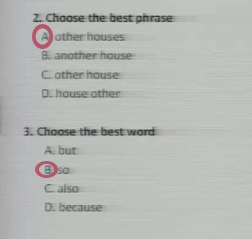 2. Choose the best phrase
A. other houses
B. another house
C. other house
D. house other
3. Choose the best word
A. but
B. so
C. also
D. because